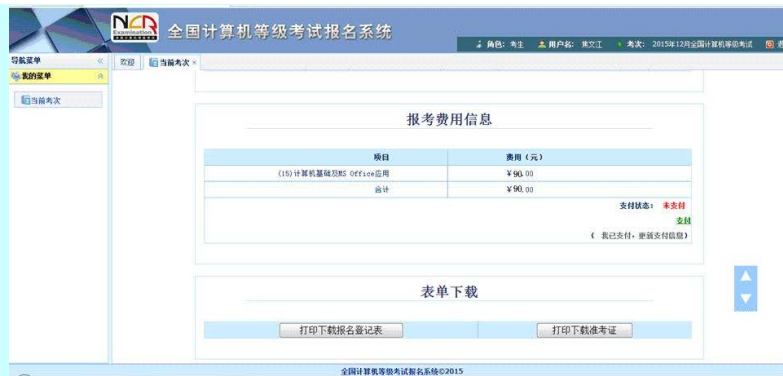 NCR
Examination
全国计算机等级考试报名系统
角色: 考生 用户名: 焦文江 考次: 2015年12月全国计算机等级考试
导航菜单 «
欢迎 当前考次 ×
我的菜单
当前考次
报考费用信息
项目 费用（元）
(15)计算机基础及MS Office应用 ¥90.00
合计 ¥90.00
支付状态: 未支付
支付
( 我已支付，更新支付信息)
表单下载
打印下载报名登记表 打印下载准考证
全国计算机等级考试报名系统©2015